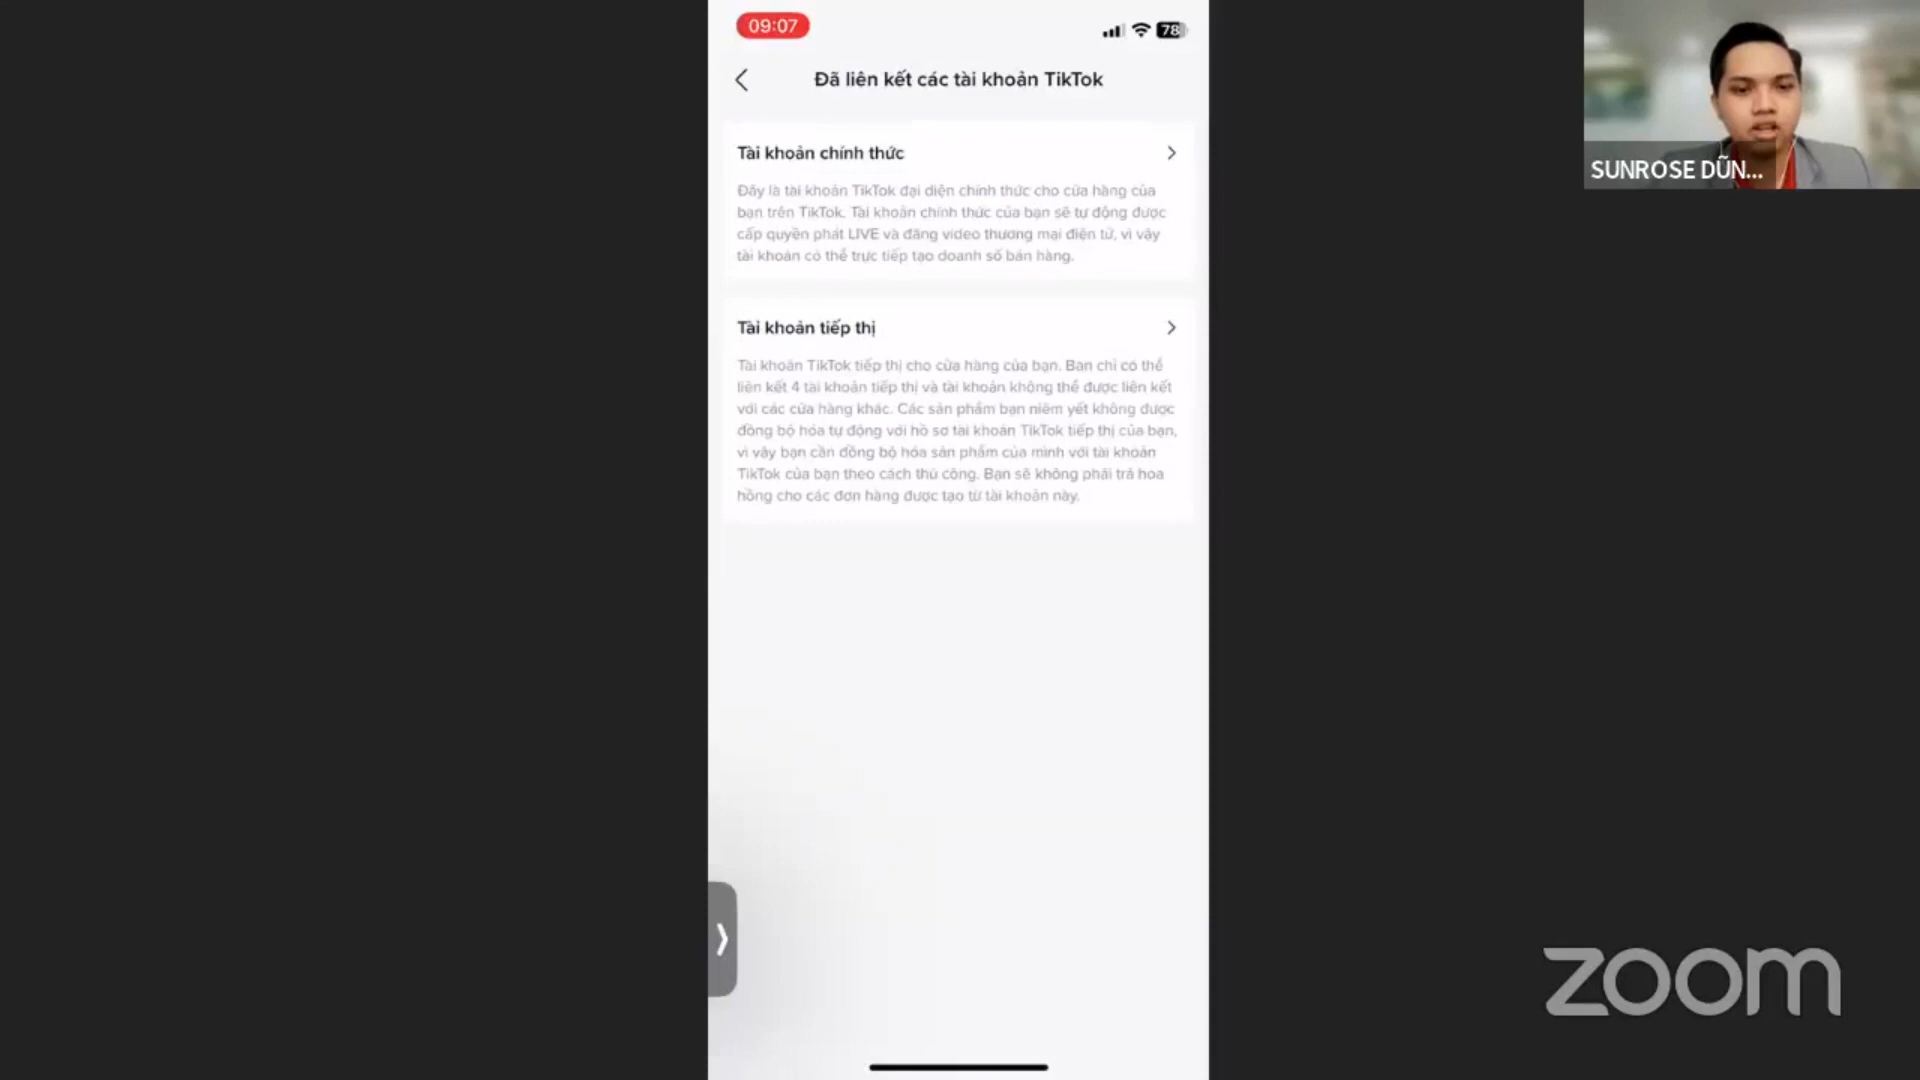 09:07
78
Đã liên kết các tài khoản TikTok
Tài khoản chính thức
Đây là tài khoản TikTok đại diện chính thức cho cửa hàng của
bạn trên TikTok. Tài khoản chính thức của bạn sẽ tự động được
cấp quyền phát LIVE và đăng video thương mại điện tử, vì vậy
tài khoản có thể trực tiếp tạo doanh số bán hàng.
Tài khoản tiếp thị
Tài khoản TikTok tiếp thị cho cửa hàng của bạn. Bạn chỉ có thể
liên kết 4 tài khoản tiếp thị và tài khoản không thể được liên kết
với các cửa hàng khác. Các sản phẩm bạn niêm yết không được
đồng bộ hóa tự động với hồ sơ tài khoản TikTok tiếp thị của bạn,
vì vậy bạn cần đồng bộ hóa sản phẩm của mình với tài khoản
TikTok của bạn theo cách thủ công. Bạn sẽ không phải trả hoa
hồng cho các đơn hàng được tạo từ tài khoản này.
SUNROSE DŨN...
zoom